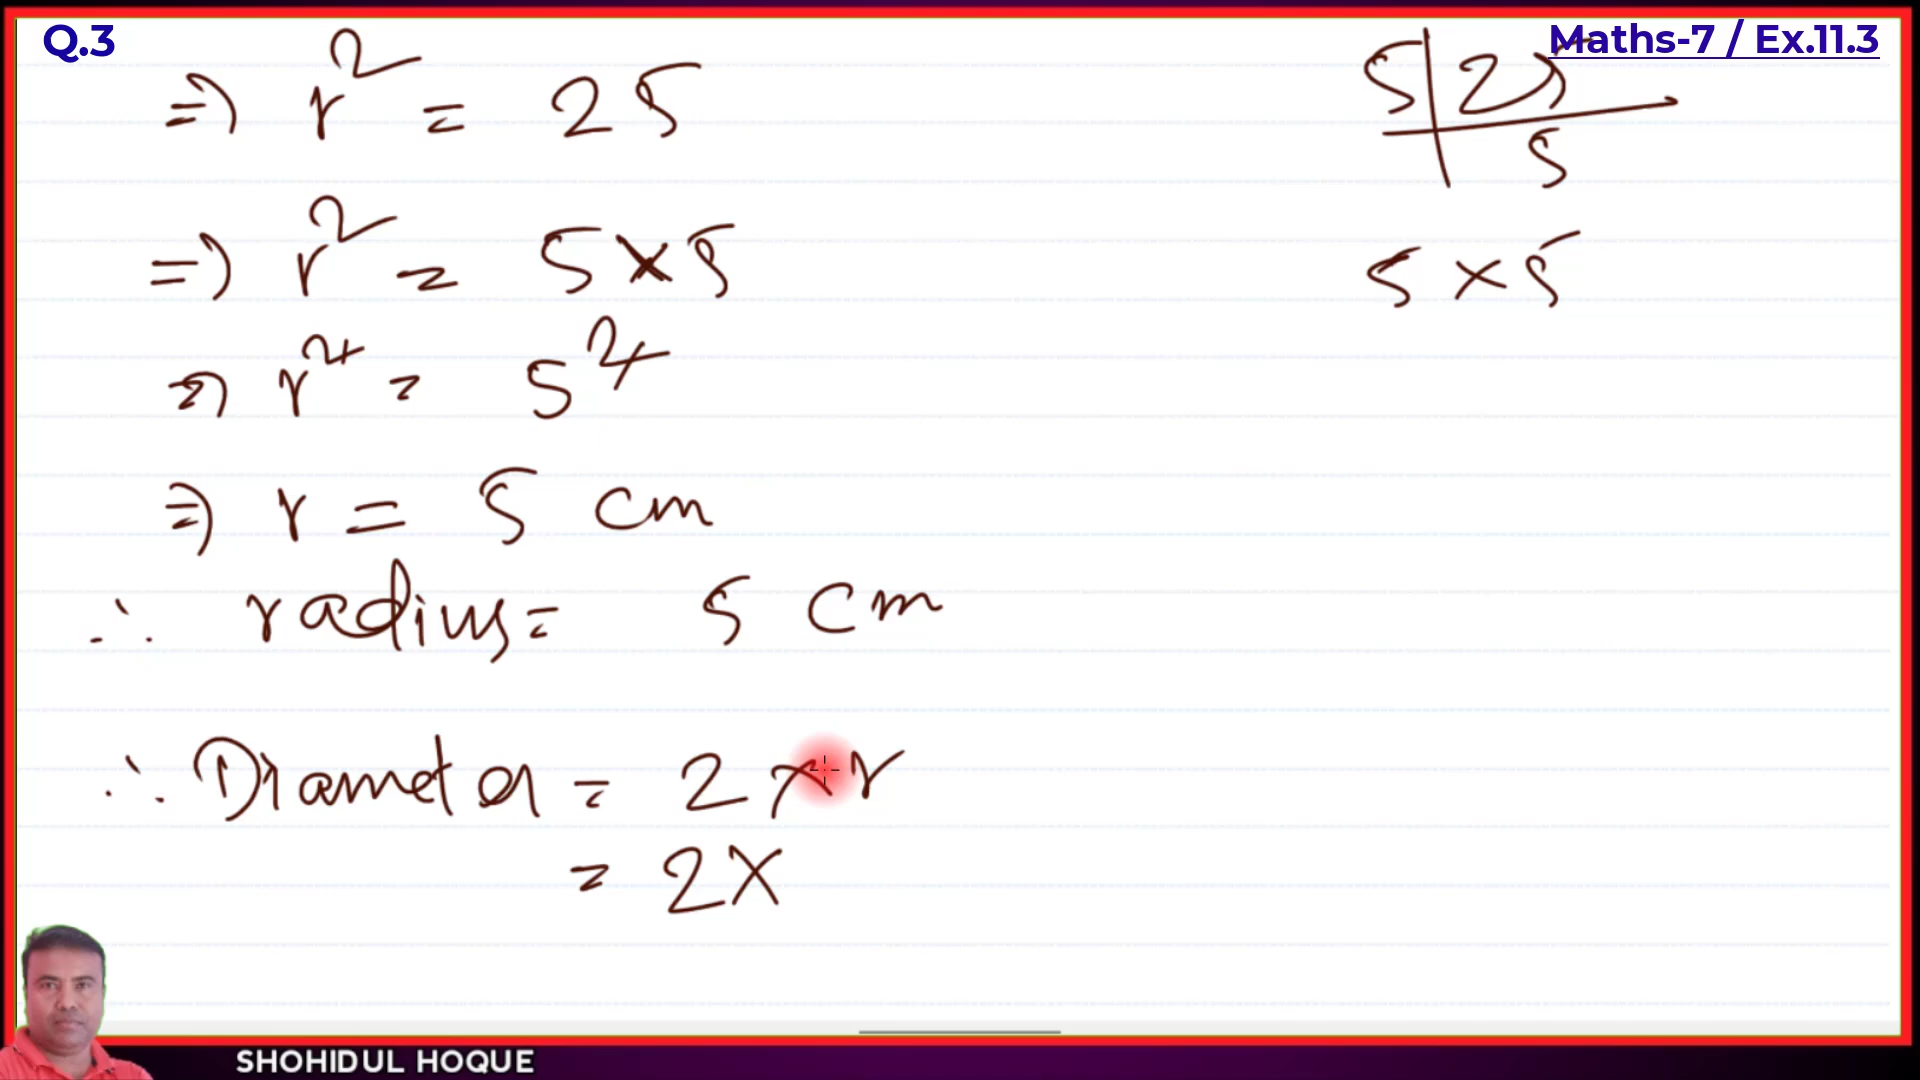 Q.3
Maths-7 / Ex.11.3
⇒ r² = 25
⇒ r² = 5×5
⇒ r² = 5²
⇒ r = 5 cm
∴ radius = 5 cm
∴ Diameter = 2×r
= 2×
5|25
5
5×5
SHOHIDUL HOQUE